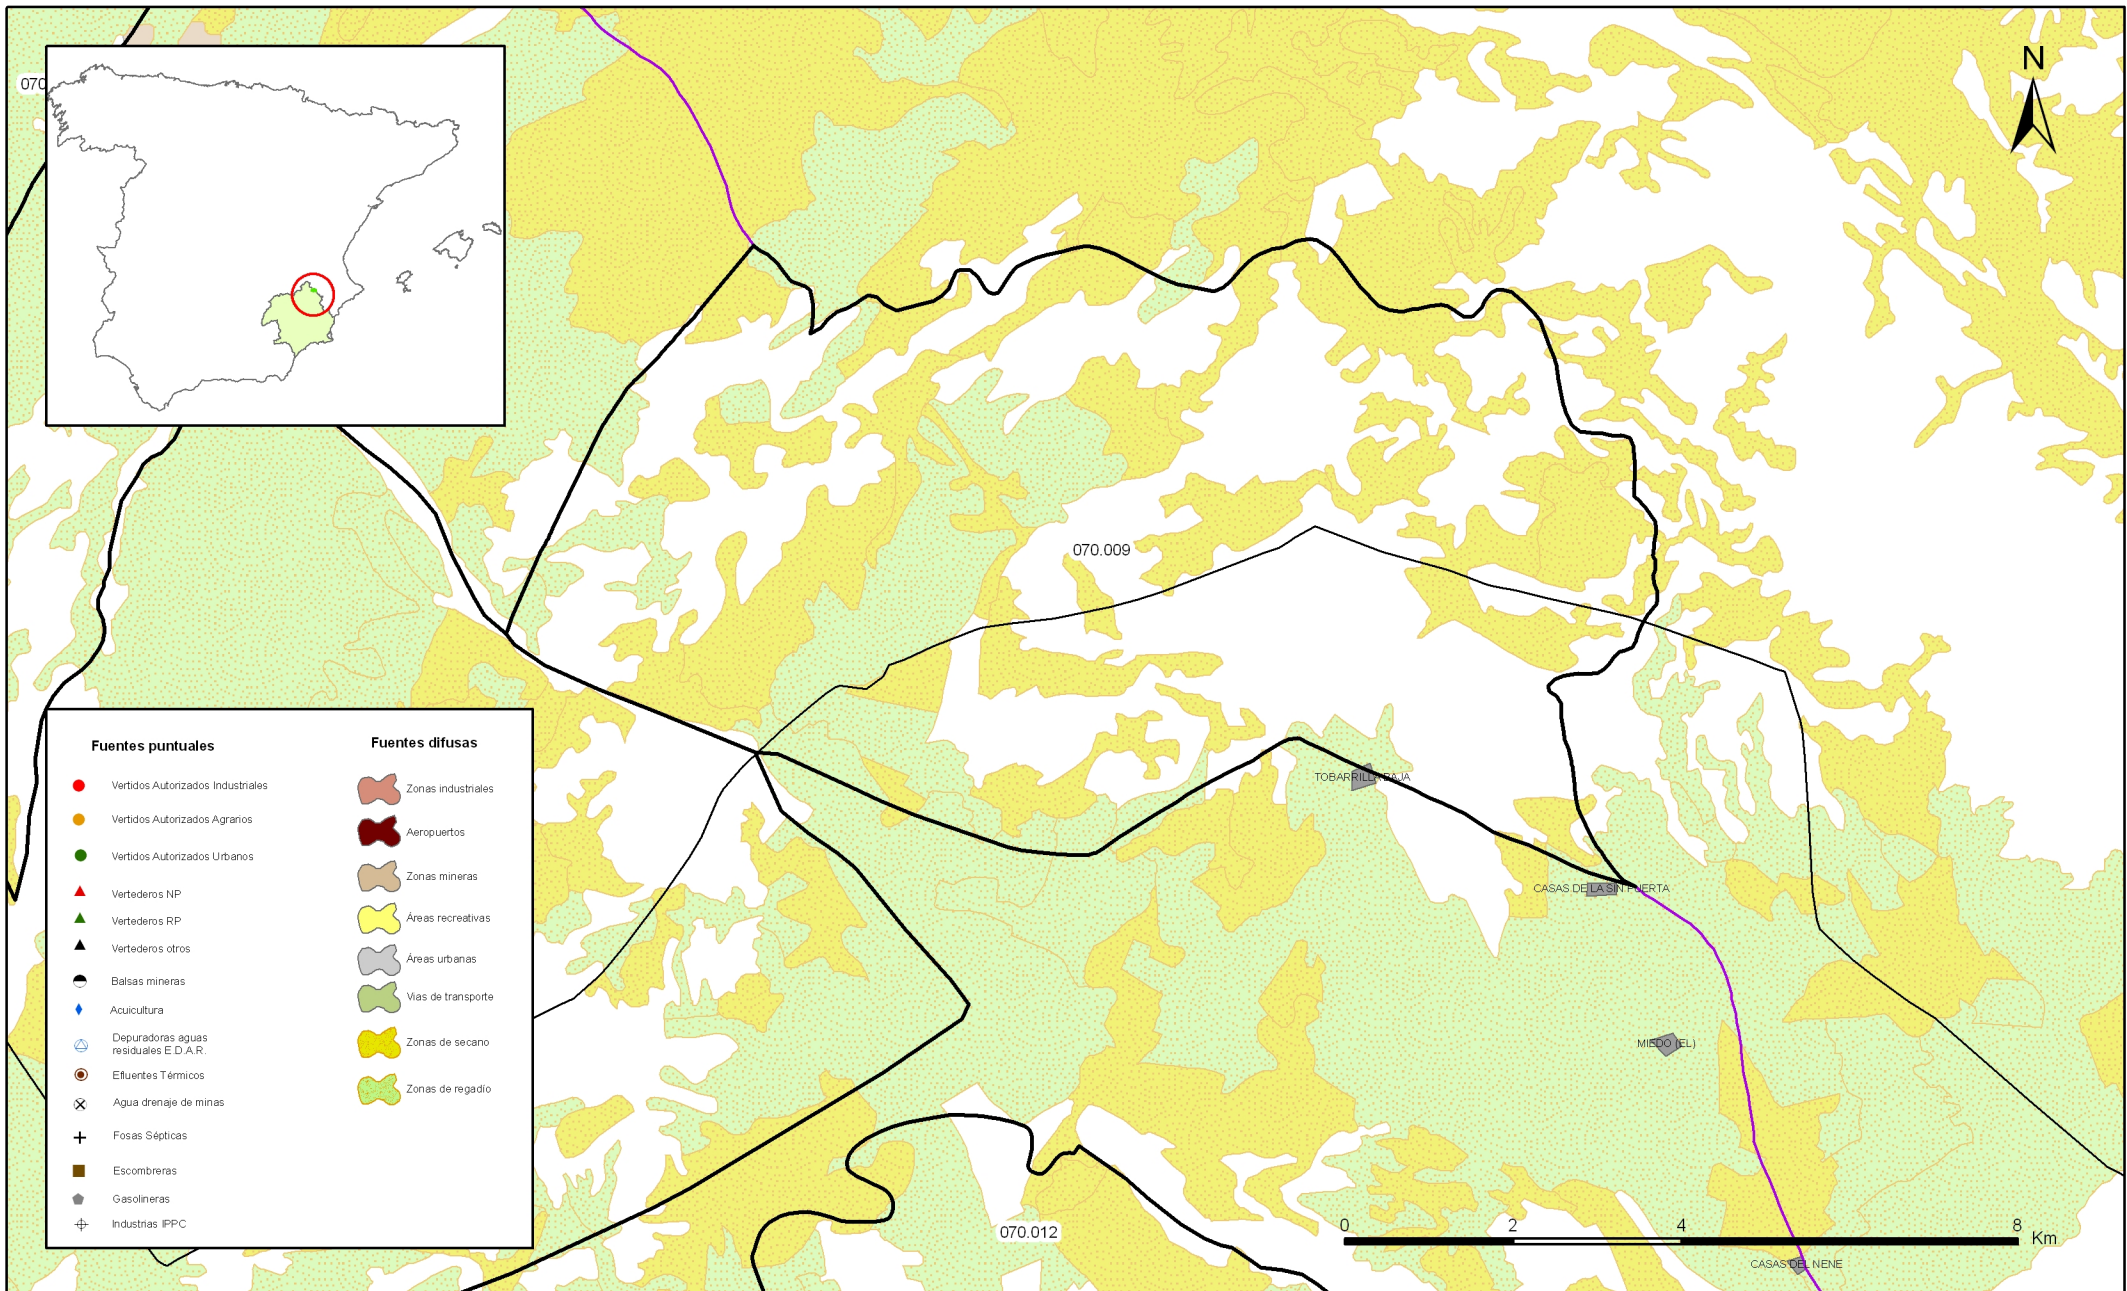 N
070
070.009
TOBARRILLA BAJA
CASAS DE LA SIN PUERTA
MIEDO (EL)
070.012
CASAS DEL NENE
0 2 4 8
Km
Fuentes puntuales
Vertidos Autorizados Industriales
Vertidos Autorizados Agrarios
Vertidos Autorizados Urbanos
Vertederos NP
Vertederos RP
Vertederos otros
Balsas mineras
Acuicultura
Depuradoras aguas
residuales E.D.A.R.
Efluentes Térmicos
Agua drenaje de minas
Fosas Sépticas
Escombreras
Gasolineras
Industrias IPPC
Fuentes difusas
Zonas industriales
Aeropuertos
Zonas mineras
Áreas recreativas
Áreas urbanas
Vias de transporte
Zonas de secano
Zonas de regadío